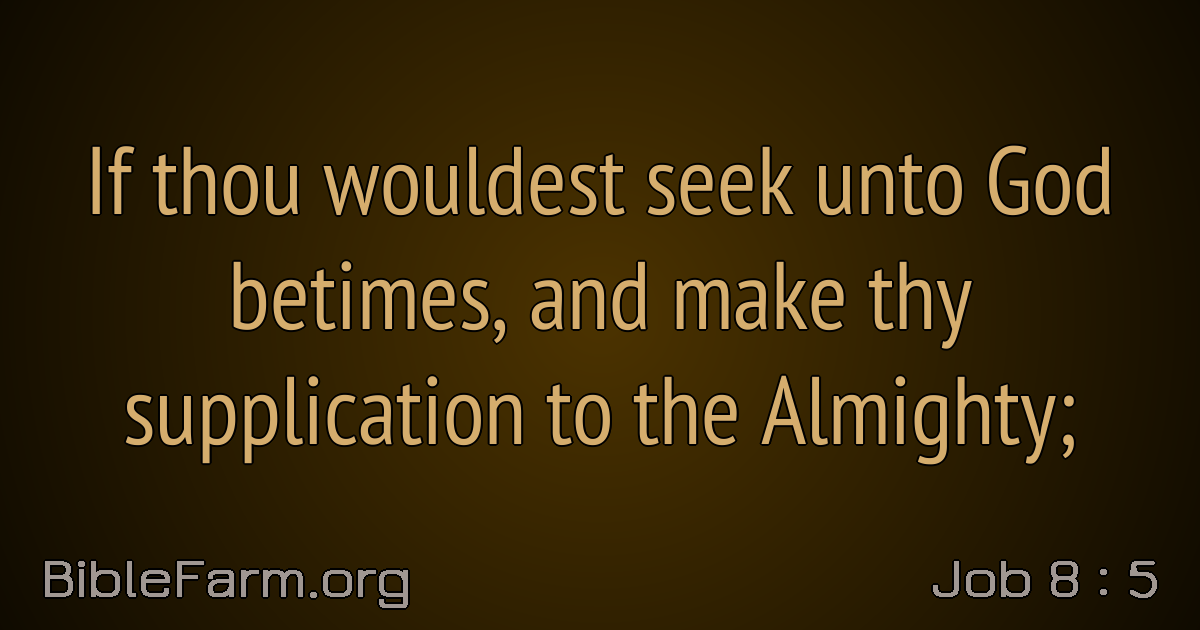 If thou wouldest seek unto God
betimes, and make thy
supplication to the Almighty;
BibleFarm.org
Job 8 : 5